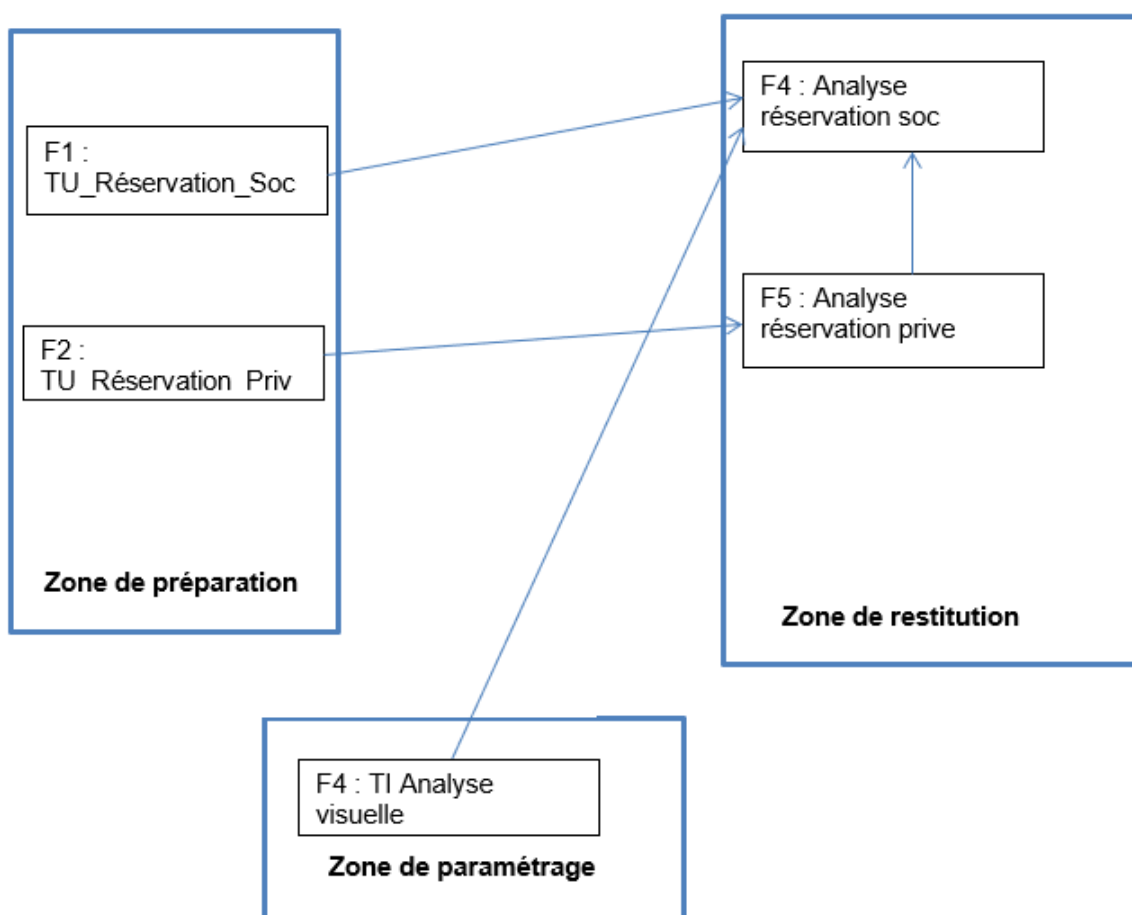 F1 :
TU_Réservation_Soc
F2 :
TU_Réservation_Priv
Zone de préparation
F4 : Analyse
réservation soc
F5 : Analyse
réservation prive
Zone de restitution
F4 : TI Analyse
visuelle
Zone de paramétrage